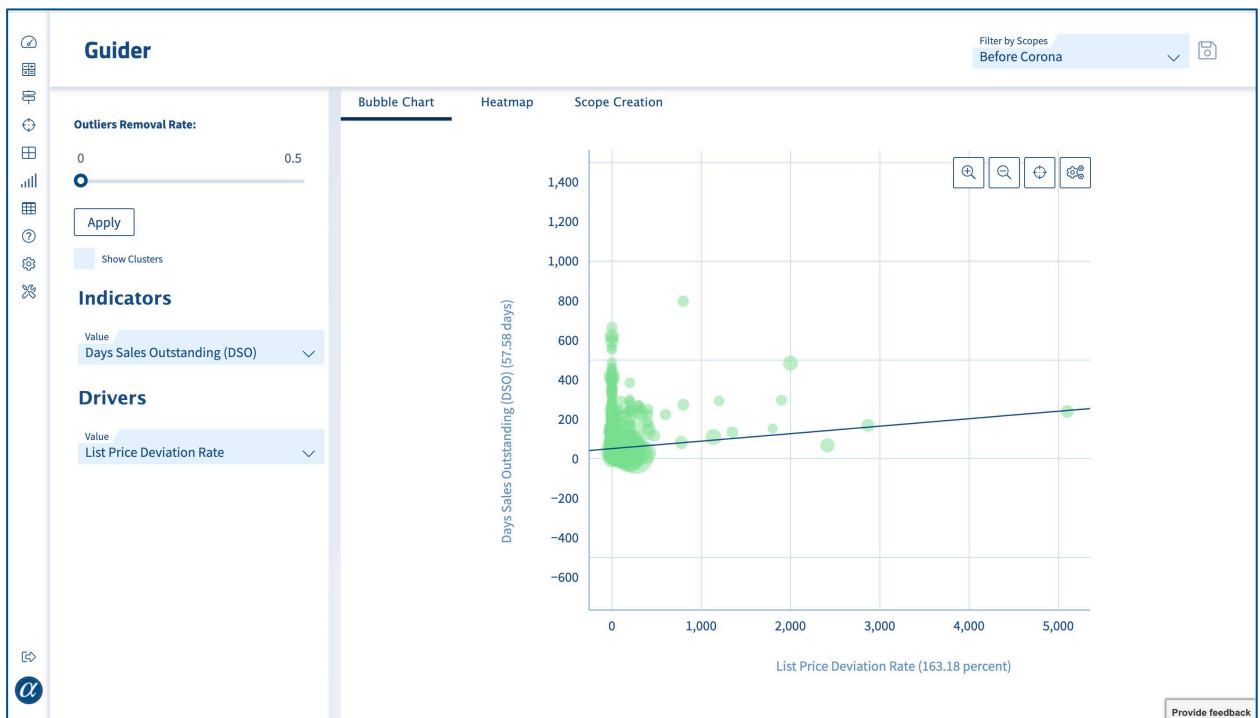 Guider
Filter by Scopes
Before Corona
Outliers Removal Rate:
0 0.5
Apply
Show Clusters
Indicators
Value
Days Sales Outstanding (DSO)
Drivers
Value
List Price Deviation Rate
Bubble Chart Heatmap Scope Creation
1,400
1,200
1,000
800
600
400
200
0
−200
−400
−600
Days Sales Outstanding (DSO) (57.58 days)
0 1,000 2,000 3,000 4,000 5,000
List Price Deviation Rate (163.18 percent)
α
Provide feedback